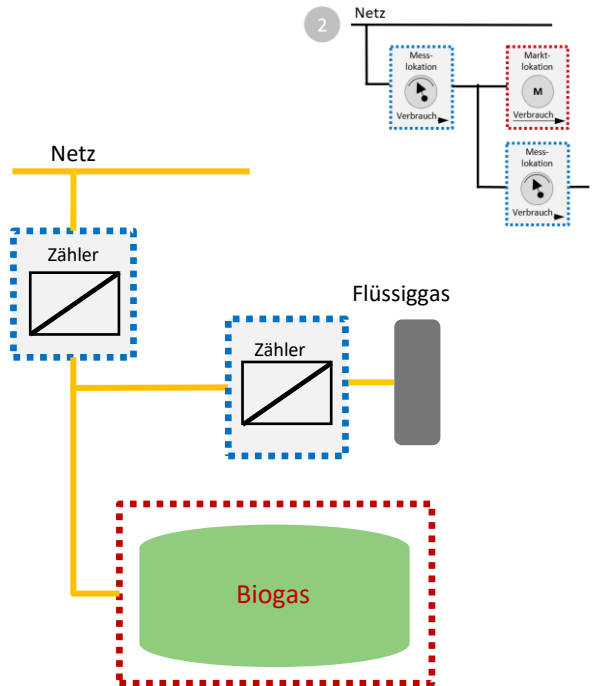 2
Netz
Mess-
lokation
Verbrauch
Markt-
lokation
M
Verbrauch
Mess-
lokation
Verbrauch
Netz
Zähler
Flüssiggas
Zähler
Biogas